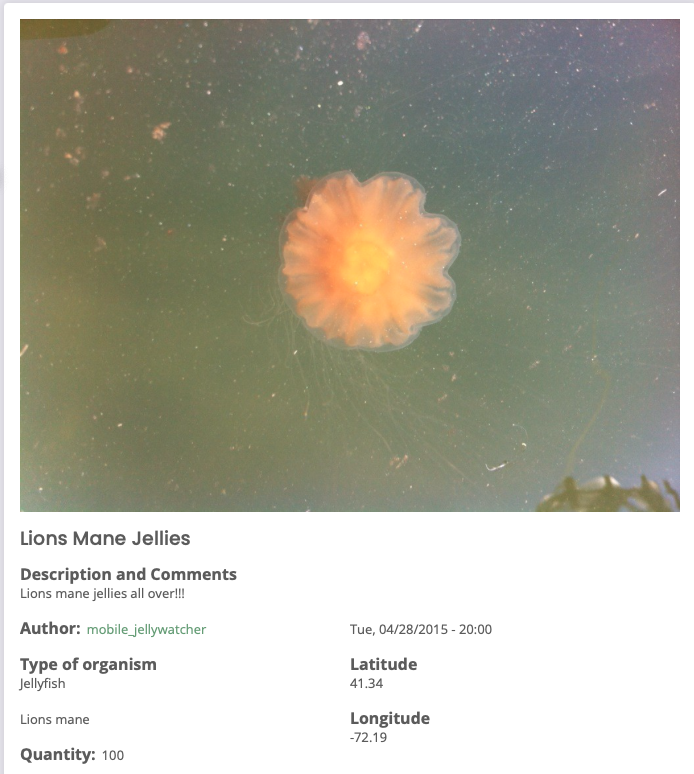 Lions Mane Jellies
Description and Comments
Lions mane jellies all over!!!
Author: mobile_jellywatcher
Tue, 04/28/2015 - 20:00
Type of organism
Jellyfish
Lions mane
Quantity: 100
Latitude
41.34
Longitude
-72.19